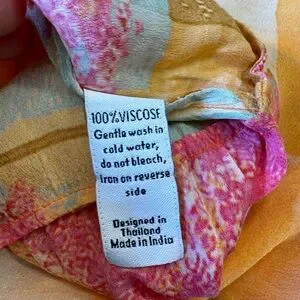 100%VISCOSE
Gentle wash in
cold water,
do not bleach,
iron on reverse
side
Designed in
Thailand
Made in India